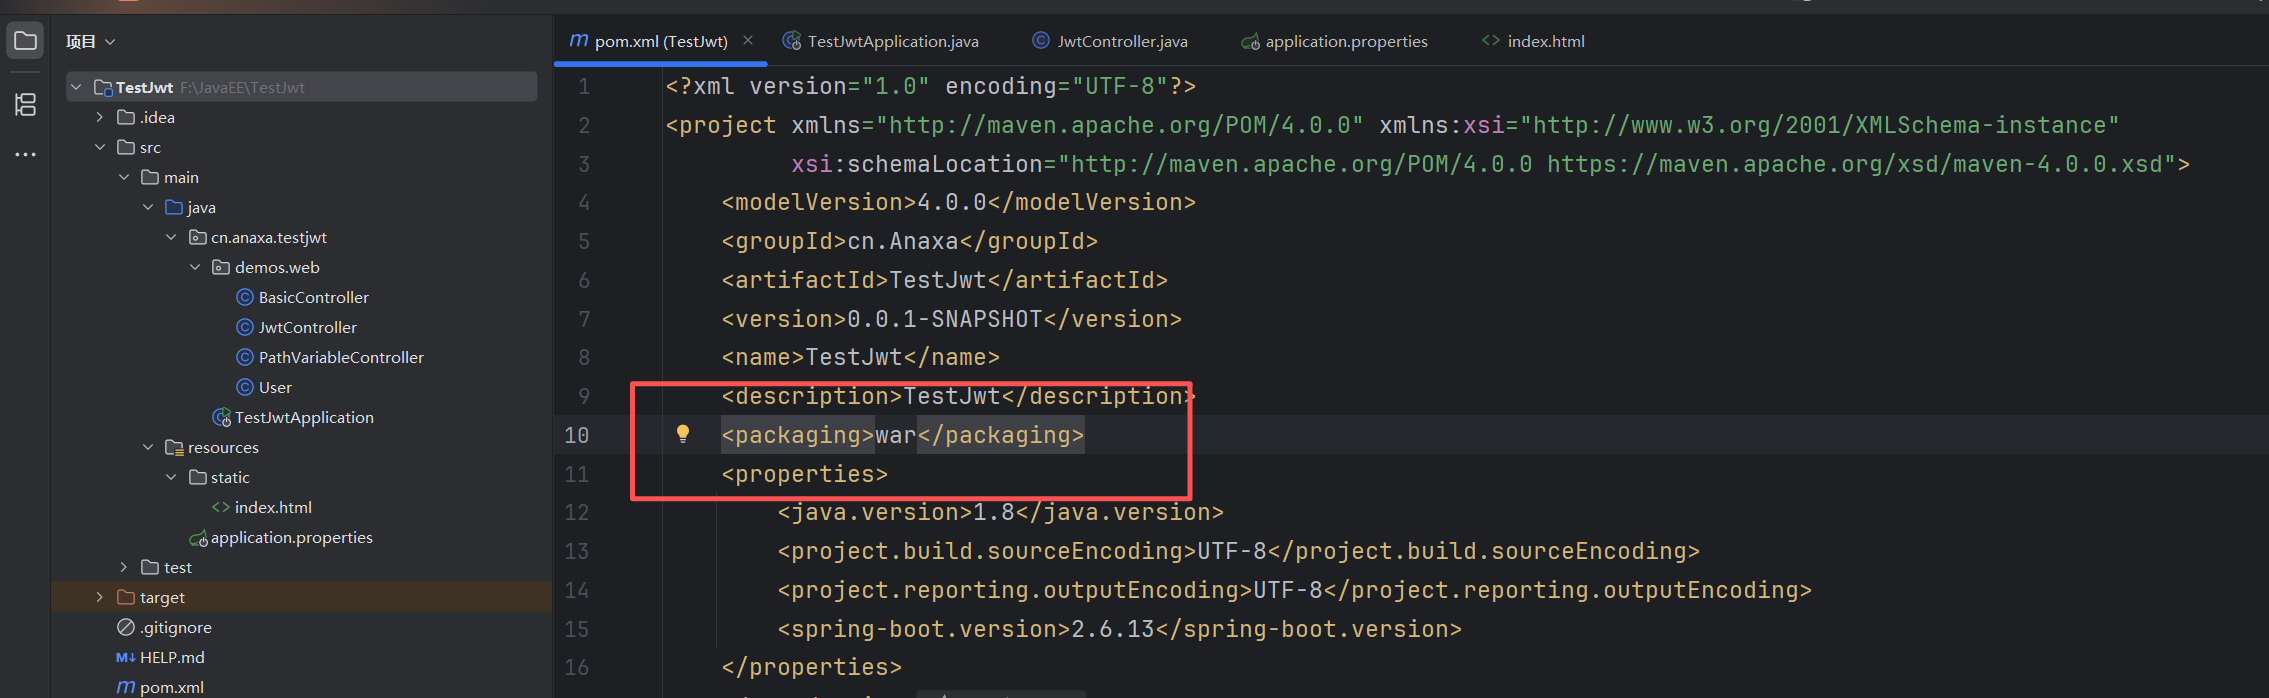 项目
TestJwt F:\JavaEE\TestJwt
.idea
src
main
java
cn.anaxa.testjwt
demos.web
BasicController
JwtController
PathVariableController
User
TestJwtApplication
resources
static
index.html
application.properties
test
target
.gitignore
M↓ HELP.md
m pom.xml
m pom.xml (TestJwt) TestJwtApplication.java JwtController.java application.properties index.html
1 <?xml version="1.0" encoding="UTF-8"?>
2 <project xmlns="http://maven.apache.org/POM/4.0.0" xmlns:xsi="http://www.w3.org/2001/XMLSchema-instance"
3 xsi:schemaLocation="http://maven.apache.org/POM/4.0.0 https://maven.apache.org/xsd/maven-4.0.0.xsd">
4 <modelVersion>4.0.0</modelVersion>
5 <groupId>cn.Anaxa</groupId>
6 <artifactId>TestJwt</artifactId>
7 <version>0.0.1-SNAPSHOT</version>
8 <name>TestJwt</name>
9 <description>TestJwt</description>
10 <packaging>war</packaging>
11 <properties>
12 <java.version>1.8</java.version>
13 <project.build.sourceEncoding>UTF-8</project.build.sourceEncoding>
14 <project.reporting.outputEncoding>UTF-8</project.reporting.outputEncoding>
15 <spring-boot.version>2.6.13</spring-boot.version>
16 </properties>